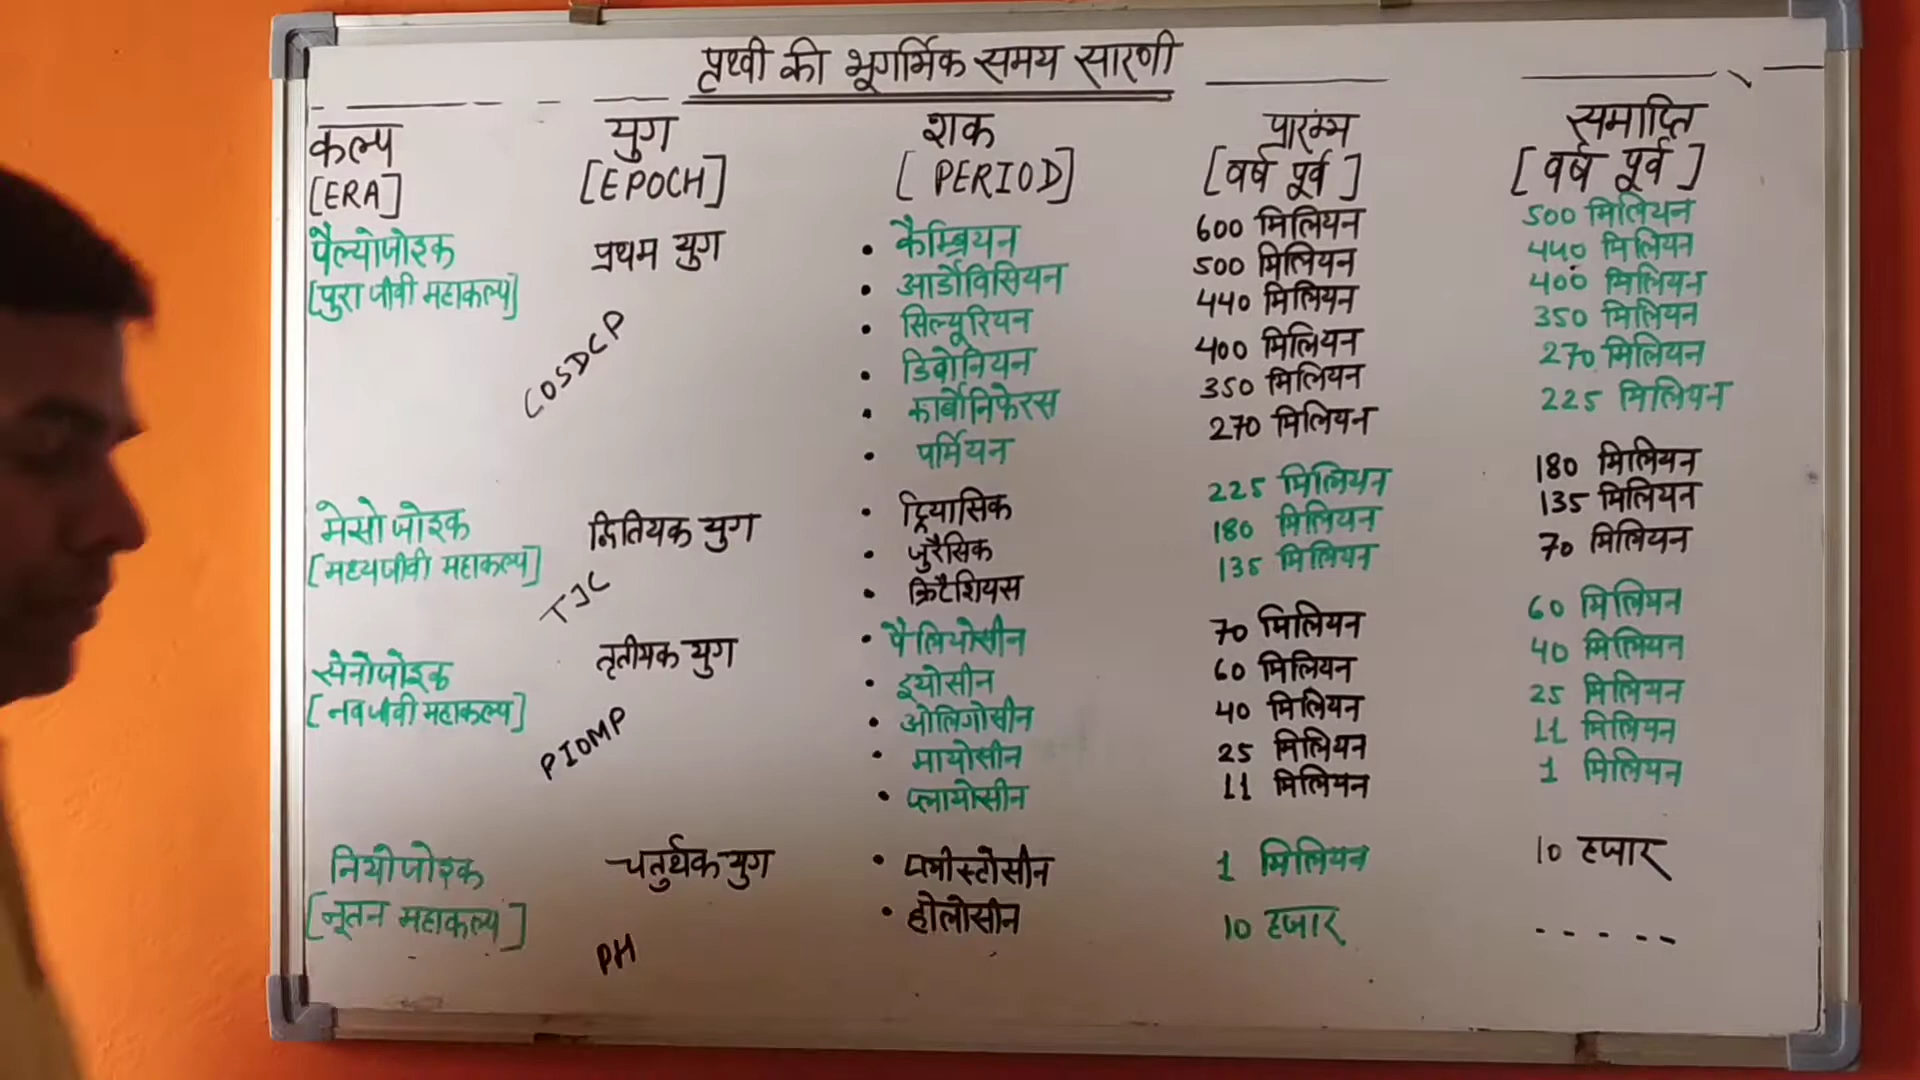 पृथ्वी की भूगर्मिक समय सारणी
कल्प युग शक प्रारंम्भ समाप्ति
[ERA] [EPOCH] [PERIOD] [वर्ष पूर्व] [वर्ष पूर्व]
पैल्योजोइक प्रथम युग • कैम्ब्रियन 600 मिलियन 500 मिलियन
[पुरा जीवी महाकल्प] • आर्डोविसियन 500 मिलियन 440 मिलियन
• सिल्यूरियन 440 मिलियन 400 मिलियन
COSDCP • डिवोनियन 400 मिलियन 350 मिलियन
• कार्बोनिफेरस 350 मिलियन 270 मिलियन
• पर्मियन 270 मिलियन 225 मिलियन
मेसोजोइक द्वितियक युग • ट्रियासिक 225 मिलियन 180 मिलियन
[मध्यजीवी महाकल्प] • जुरैसिक 180 मिलियन 135 मिलियन
TJC • क्रिटैशियस 135 मिलियन 70 मिलियन
सेनोजोइक तृतीयक युग • पैलियोसीन 70 मिलियन 60 मिलियन
[नवजीवी महाकल्प] • इयोसीन 60 मिलियन 40 मिलियन
PIOMP • ओलिगोसीन 40 मिलियन 25 मिलियन
• मायोसीन 25 मिलियन 11 मिलियन
• प्लायोसीन 11 मिलियन 1 मिलियन
नियोजोइक चतुर्थक युग • प्लीस्टोसीन 1 मिलियन 10 हजार
[नूतन महाकल्प] • होलोसीन 10 हजार - - - - -
PH